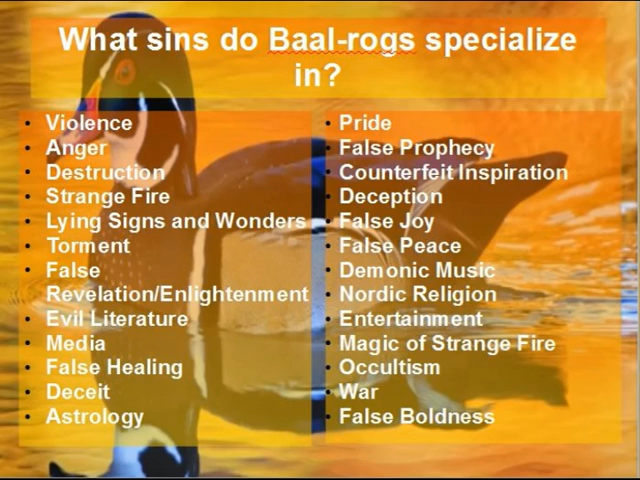 What sins do Baal-rogs specialize
in?
• Violence
• Anger
• Destruction
• Strange Fire
• Lying Signs and Wonders
• Torment
• False
Revelation/Enlightenment
• Evil Literature
• Media
• False Healing
• Deceit
• Astrology
• Pride
• False Prophecy
• Counterfeit Inspiration
• Deception
• False Joy
• False Peace
• Demonic Music
• Nordic Religion
• Entertainment
• Magic of Strange Fire
• Occultism
• War
• False Boldness